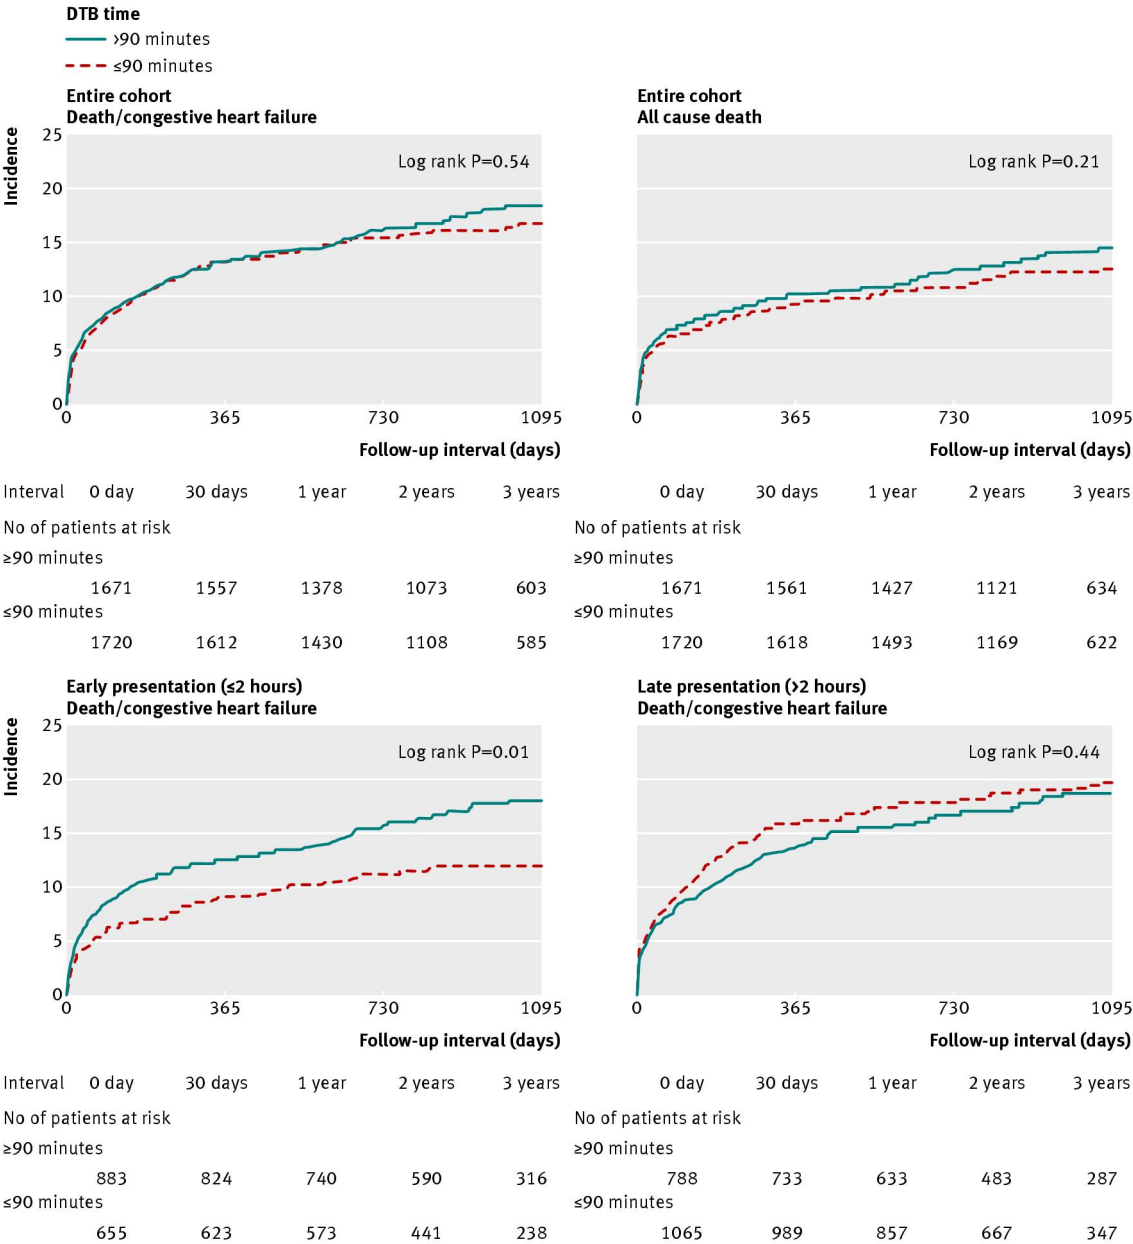 DTB time
>90 minutes
≤90 minutes
Entire cohort
Death/congestive heart failure
Incidence
25
20
15
10
5
0
Log rank P=0.54
0 365 730 1095
Follow-up interval (days)
Interval 0 day 30 days 1 year 2 years 3 years
No of patients at risk
≥90 minutes
1671 1557 1378 1073 603
≤90 minutes
1720 1612 1430 1108 585
Entire cohort
All cause death
Log rank P=0.21
0 365 730 1095
Follow-up interval (days)
0 day 30 days 1 year 2 years 3 years
No of patients at risk
≥90 minutes
1671 1561 1427 1121 634
≤90 minutes
1720 1618 1493 1169 622
Early presentation (≤2 hours)
Death/congestive heart failure
Incidence
25
20
15
10
5
0
Log rank P=0.01
0 365 730 1095
Follow-up interval (days)
Interval 0 day 30 days 1 year 2 years 3 years
No of patients at risk
≥90 minutes
883 824 740 590 316
≤90 minutes
655 623 573 441 238
Late presentation (>2 hours)
Death/congestive heart failure
Log rank P=0.44
0 365 730 1095
Follow-up interval (days)
0 day 30 days 1 year 2 years 3 years
No of patients at risk
≥90 minutes
788 733 633 483 287
≤90 minutes
1065 989 857 667 347